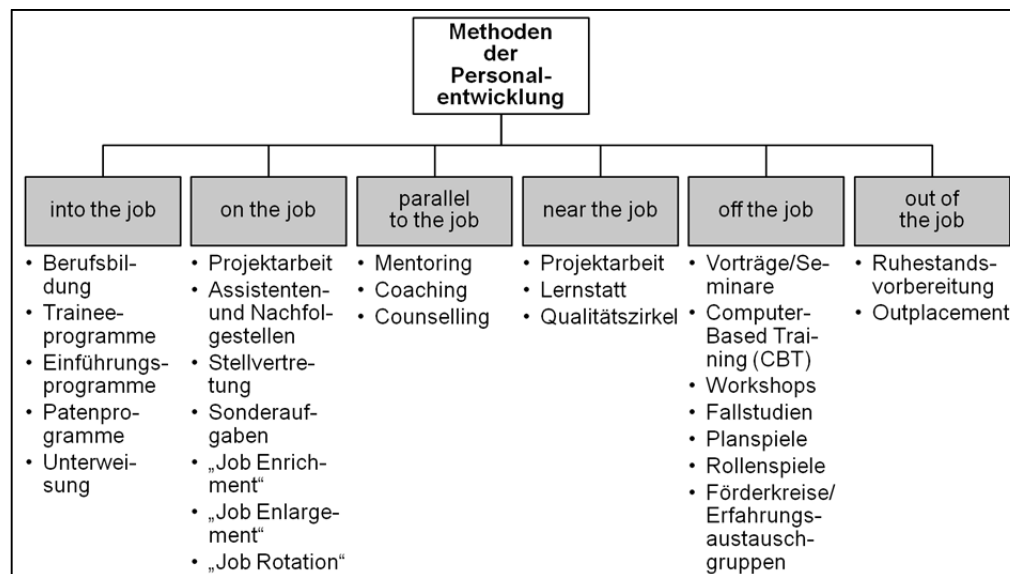 Methoden
der
Personal-
entwicklung
into the job
• Berufsbil-
dung
• Trainee-
programme
• Einführungs-
programme
• Patenpro-
gramme
• Unterwei-
sung
on the job
• Projektarbeit
• Assistenten-
und Nachfol-
gestellen
• Stellvertre-
tung
• Sonderauf-
gaben
• „Job Enrich-
ment“
• „Job Enlarge-
ment“
• „Job Rotation“
parallel
to the job
• Mentoring
• Coaching
• Counselling
near the job
• Projektarbeit
• Lernstatt
• Qualitätszirkel
off the job
• Vorträge/Se-
minare
• Computer-
Based Trai-
ning (CBT)
• Workshops
• Fallstudien
• Planspiele
• Rollenspiele
• Förderkreise/
Erfahrungs-
austausch-
gruppen
out of
the job
• Ruhestands-
vorbereitung
• Outplacement